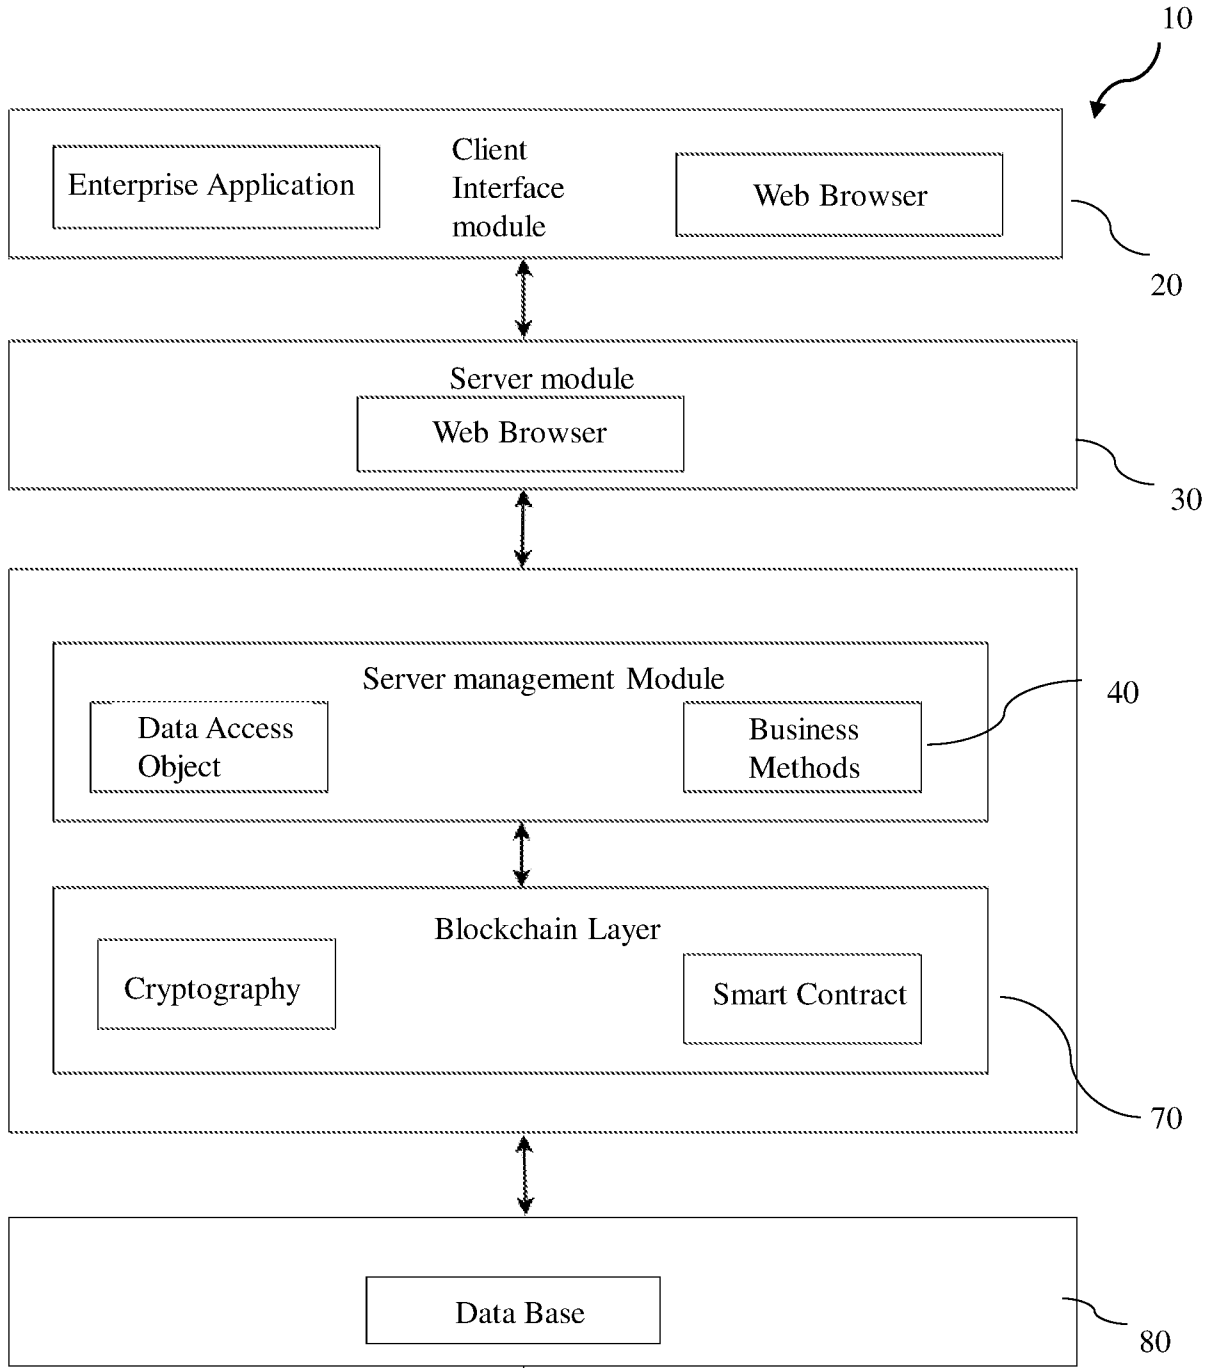 10
Client
Enterprise Application
Interface
Web Browser
module
20
Server module
Web Browser
30
Server management Module
40
Data Access
Object
Business
Methods
Blockchain Layer
Cryptography
Smart Contract
70
Data Base
80